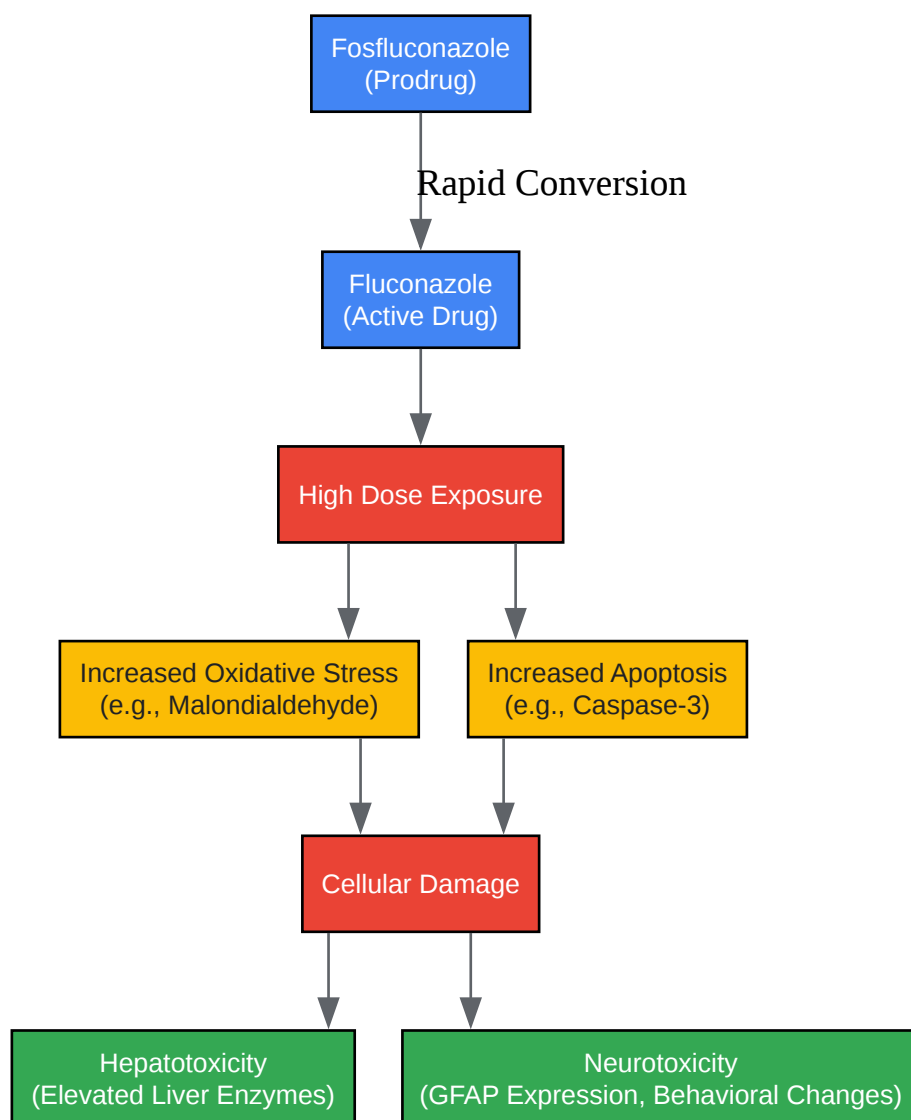 Fosfluconazole
(Prodrug)
Rapid Conversion
Fluconazole
(Active Drug)
High Dose Exposure
Increased Oxidative Stress
(e.g., Malondialdehyde)
Increased Apoptosis
(e.g., Caspase-3)
Cellular Damage
Hepatotoxicity
(Elevated Liver Enzymes)
Neurotoxicity
(GFAP Expression, Behavioral Changes)